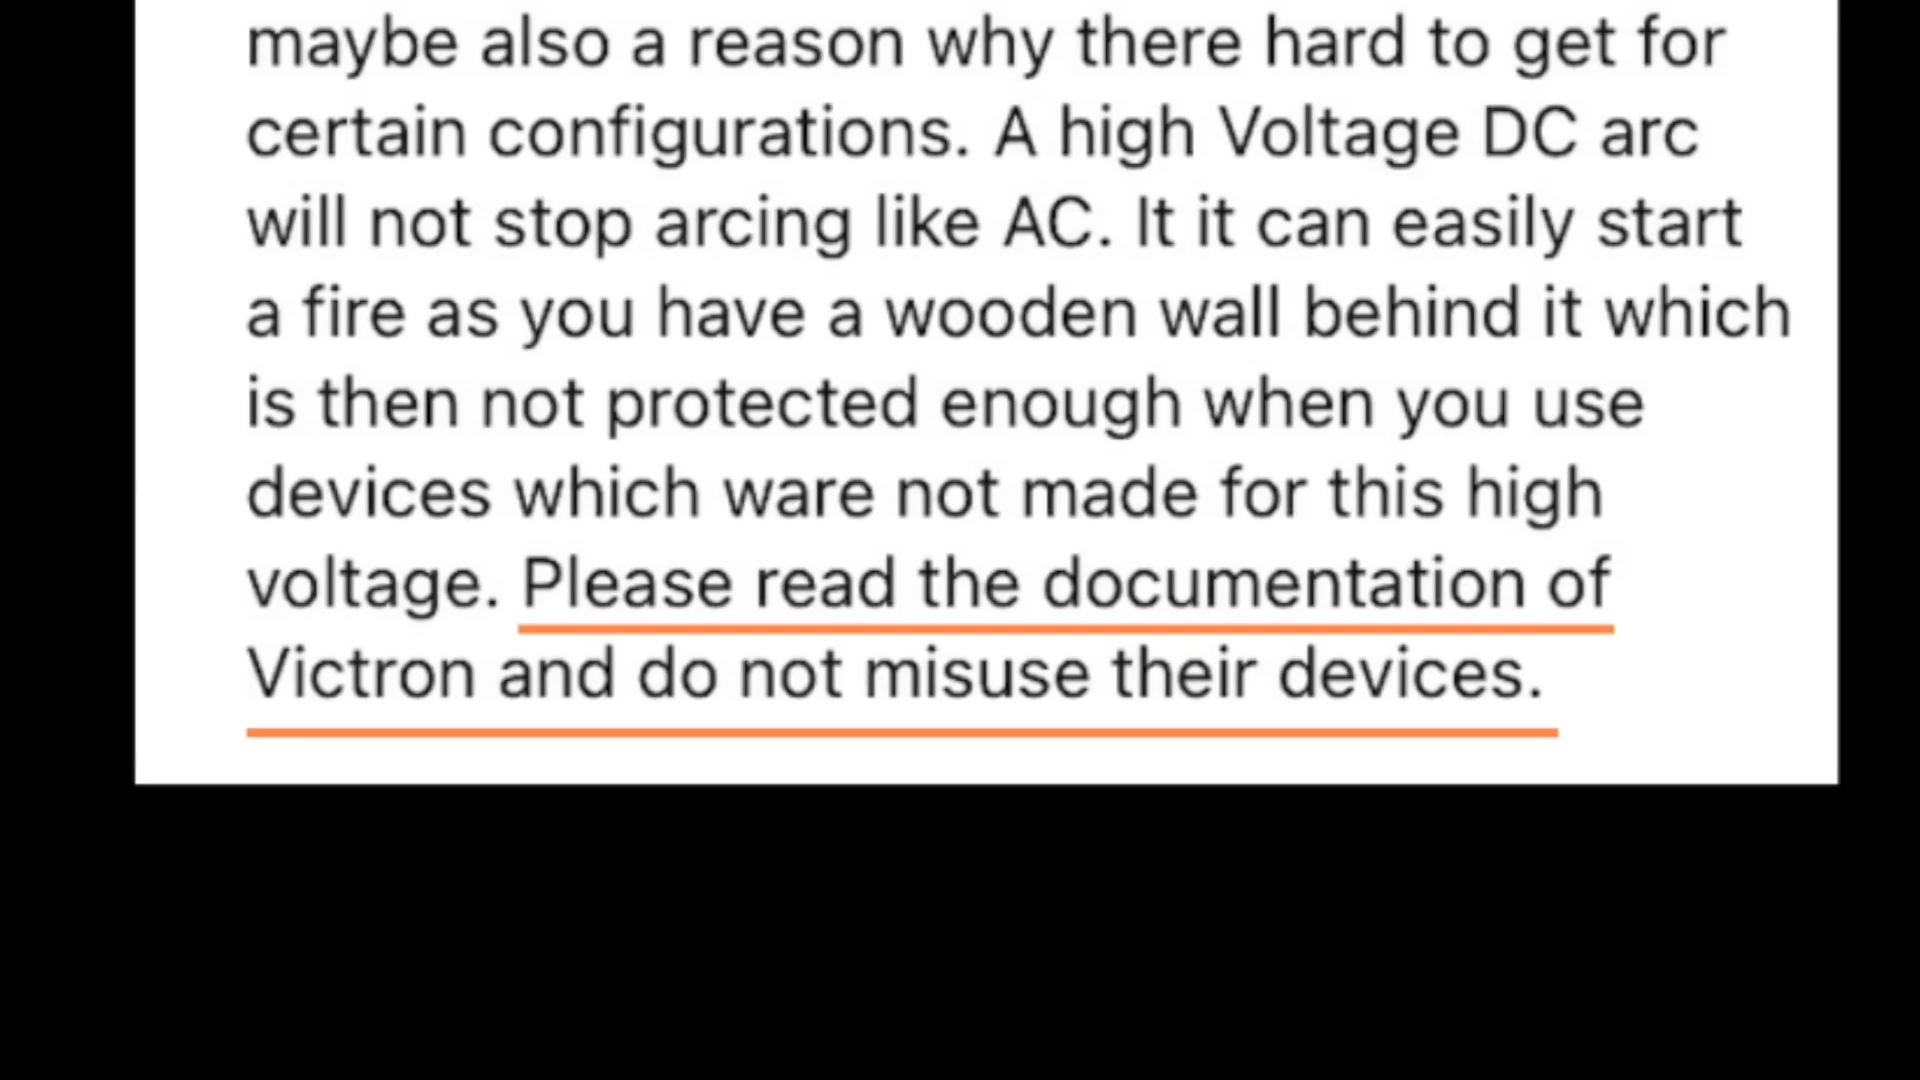 maybe also a reason why there hard to get for
certain configurations. A high Voltage DC arc
will not stop arcing like AC. It it can easily start
a fire as you have a wooden wall behind it which
is then not protected enough when you use
devices which ware not made for this high
voltage. Please read the documentation of
Victron and do not misuse their devices.